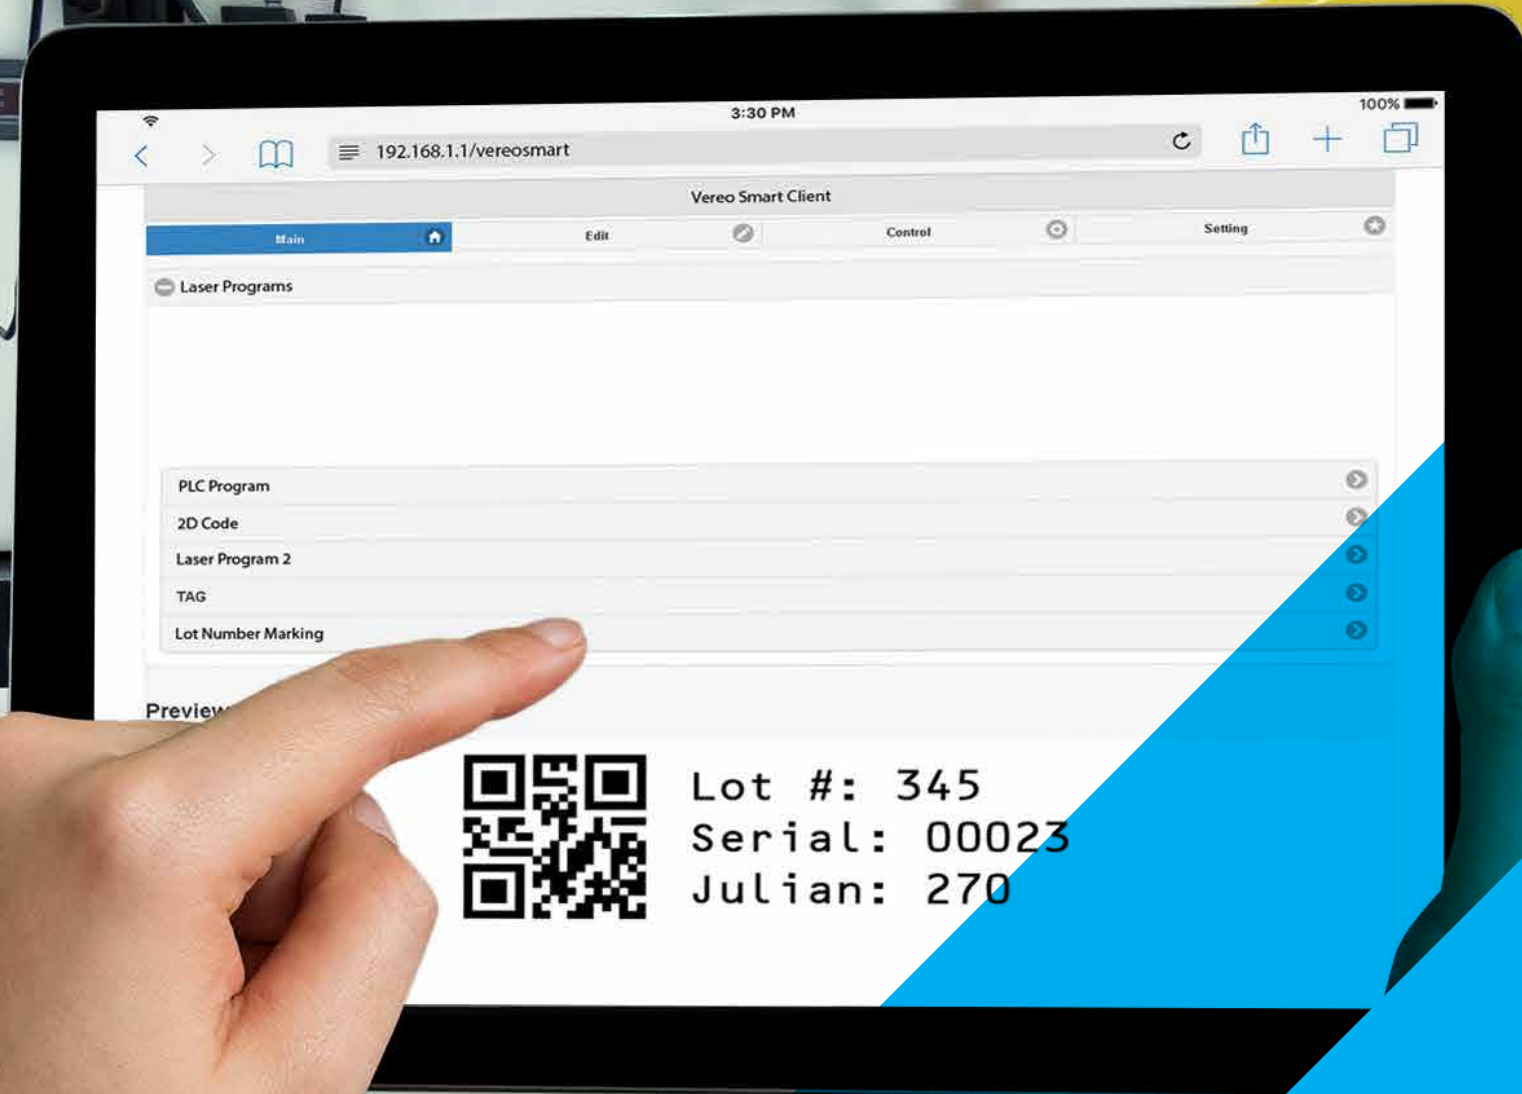 3:30 PM
100%
192.168.1.1/vereosmart
Vereo Smart Client
Main
Edit
Control
Setting
Laser Programs
PLC Program
2D Code
Laser Program 2
TAG
Lot Number Marking
Preview
Lot #: 345
Serial: 00023
Julian: 270